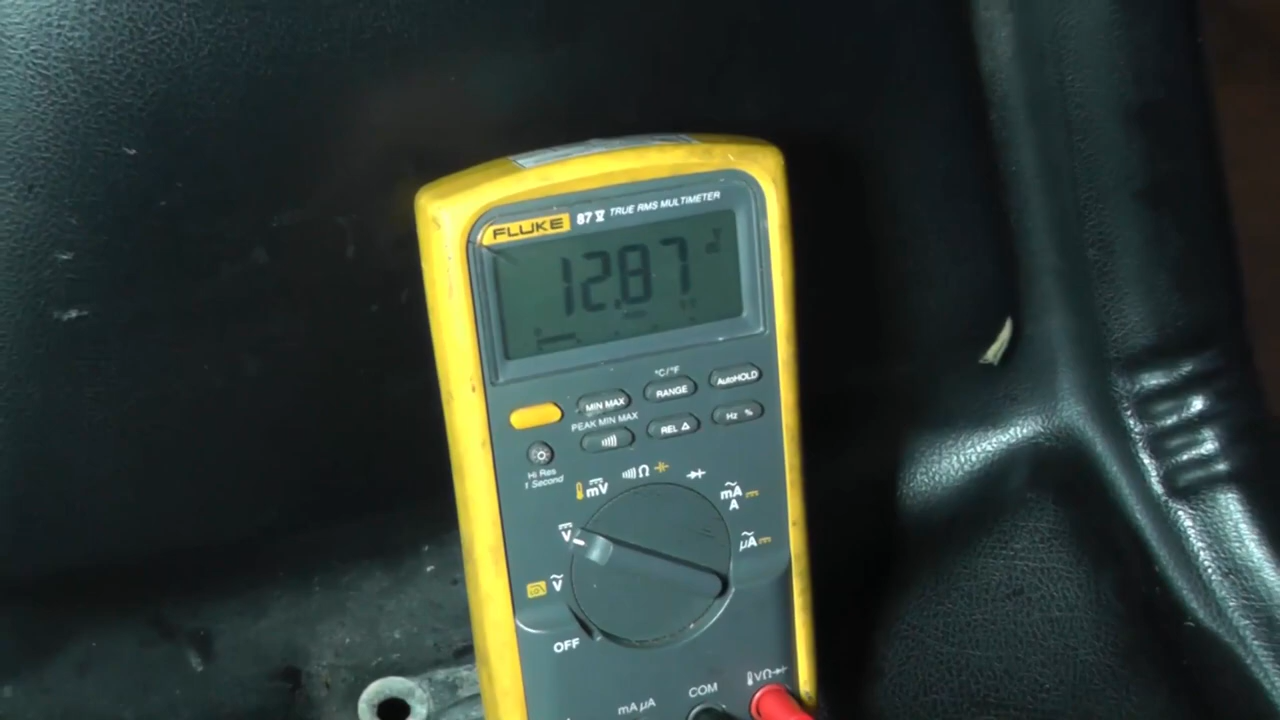 FLUKE 87 V TRUE RMS MULTIMETER
12.87
°C/°F
MIN MAX RANGE AutoHOLD
PEAK MIN MAX
REL Δ Hz %
Hi Res
1 Second
mV Ω
mA
A
V
μA
V
OFF
mA μA COM VΩ